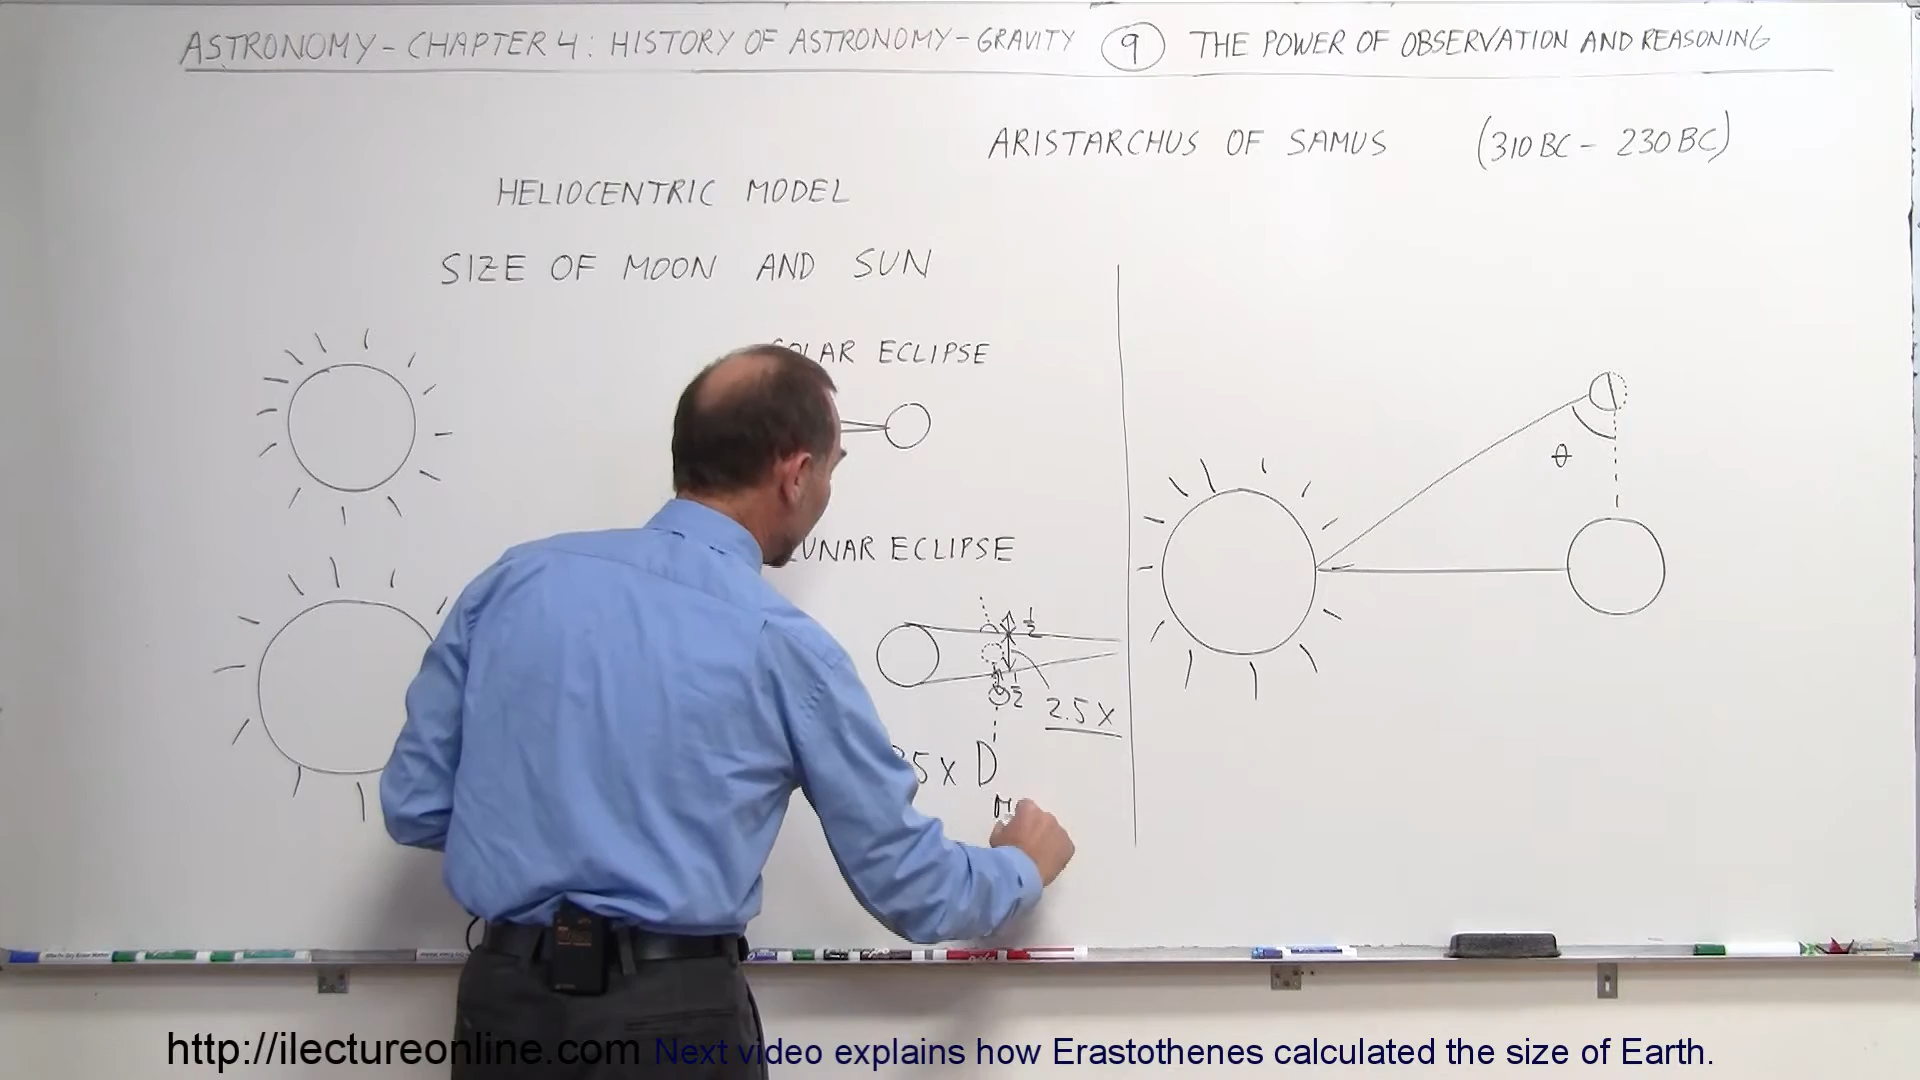 ASTRONOMY - CHAPTER 4: HISTORY OF ASTRONOMY - GRAVITY 9 THE POWER OF OBSERVATION AND REASONING
ARISTARCHUS OF SAMUS (310 BC - 230 BC)
HELIOCENTRIC MODEL
SIZE OF MOON AND SUN
SOLAR ECLIPSE
θ
LUNAR ECLIPSE
1/2
1/2
2.5 X
5 x D
M
http://ilectureonline.com Next video explains how Erastothenes calculated the size of Earth.